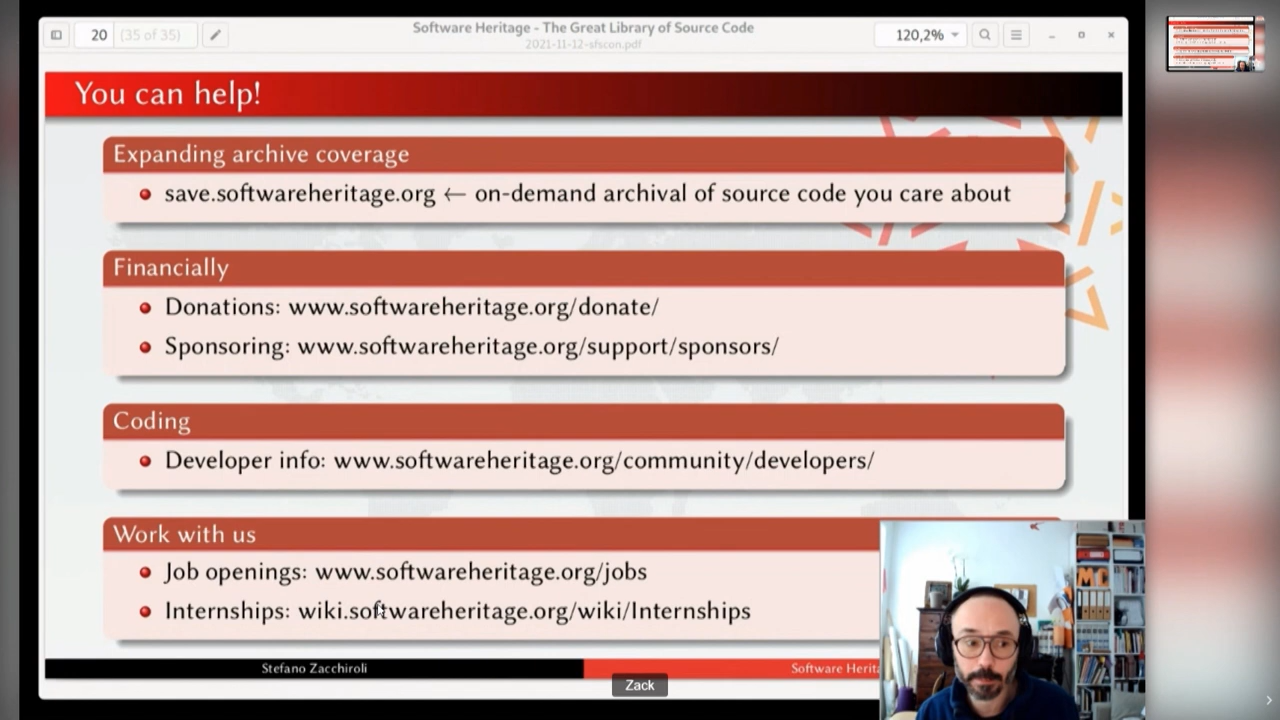 Software Heritage - The Great Library of Source Code
20 (35 of 35)
2021-11-12-sfscon.pdf
120,2%
You can help!
Expanding archive coverage
save.softwareheritage.org ← on-demand archival of source code you care about
Financially
Donations: www.softwareheritage.org/donate/
Sponsoring: www.softwareheritage.org/support/sponsors/
Coding
Developer info: www.softwareheritage.org/community/developers/
Work with us
Job openings: www.softwareheritage.org/jobs
Internships: wiki.softwareheritage.org/wiki/Internships
MC
Stefano Zacchiroli
Software
Zack